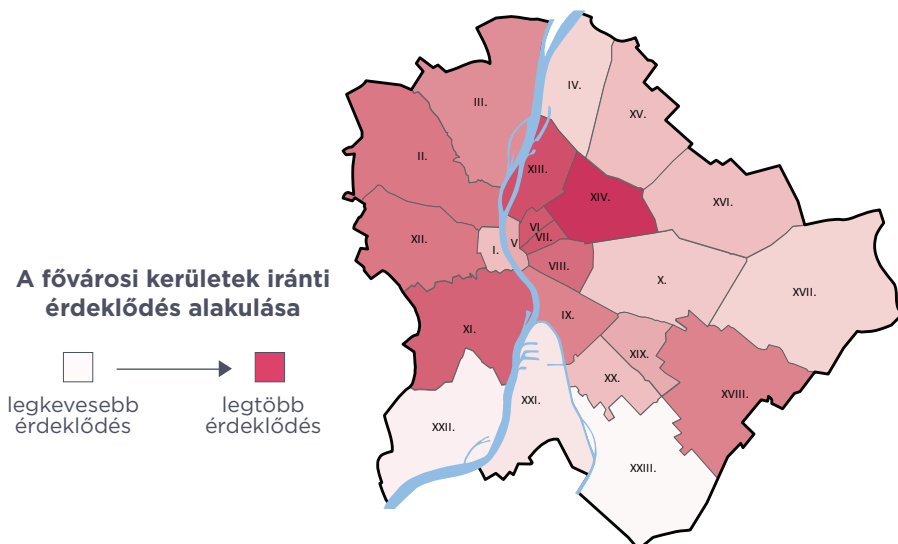 IV.
III.
XV.
II.
XIII.
XIV.
XVI.
VI.
VII.
XII.
I.
V.
VIII.
X.
XVII.
A fővárosi kerületek iránti
érdeklődés alakulása
XI.
IX.
XIX.
XX.
XVIII.
legkevesebb
érdeklődés
legtöbb
érdeklődés
XXI.
XXII.
XXIII.